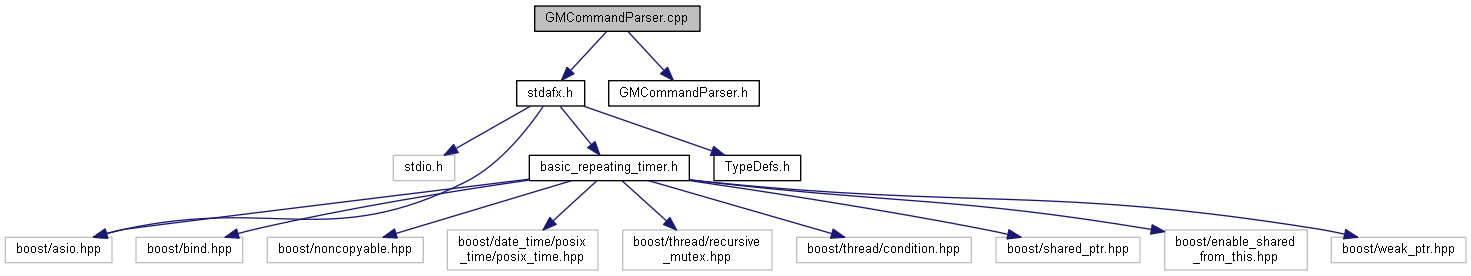 GMCommandParser.cpp
stdafx.h
GMCommandParser.h
stdio.h
basic_repeating_timer.h
TypeDefs.h
boost/asio.hpp
boost/bind.hpp
boost/noncopyable.hpp
boost/date_time/posix
_time/posix_time.hpp
boost/thread/recursive
_mutex.hpp
boost/thread/condition.hpp
boost/shared_ptr.hpp
boost/enable_shared
_from_this.hpp
boost/weak_ptr.hpp